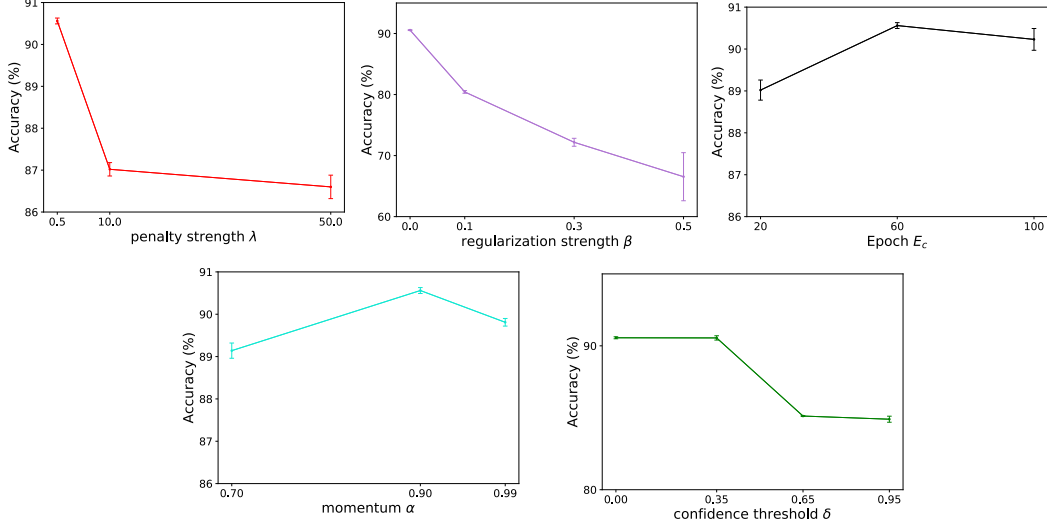 91
90
89
88
87
86
Accuracy (%)
0.5 10.0 50.0
penalty strength λ
90
80
70
60
Accuracy (%)
0.0 0.1 0.3 0.5
regularization strength β
91
90
89
88
87
86
Accuracy (%)
20 60 100
Epoch E_c
91
90
89
88
87
86
Accuracy (%)
0.70 0.90 0.99
momentum α
90
80
Accuracy (%)
0.00 0.35 0.65 0.95
confidence threshold δ